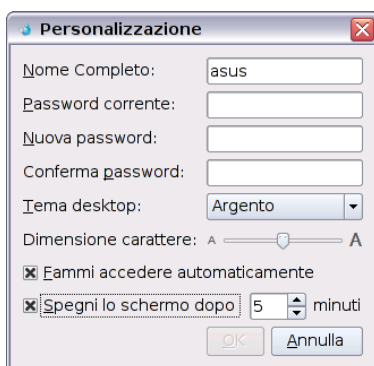 Personalizzazione
Nome Completo: asus
Password corrente:
Nuova password:
Conferma password:
Tema desktop: Argento
Dimensione carattere: A A
Fammi accedere automaticamente
Spegni lo schermo dopo 5 minuti
OK Annulla